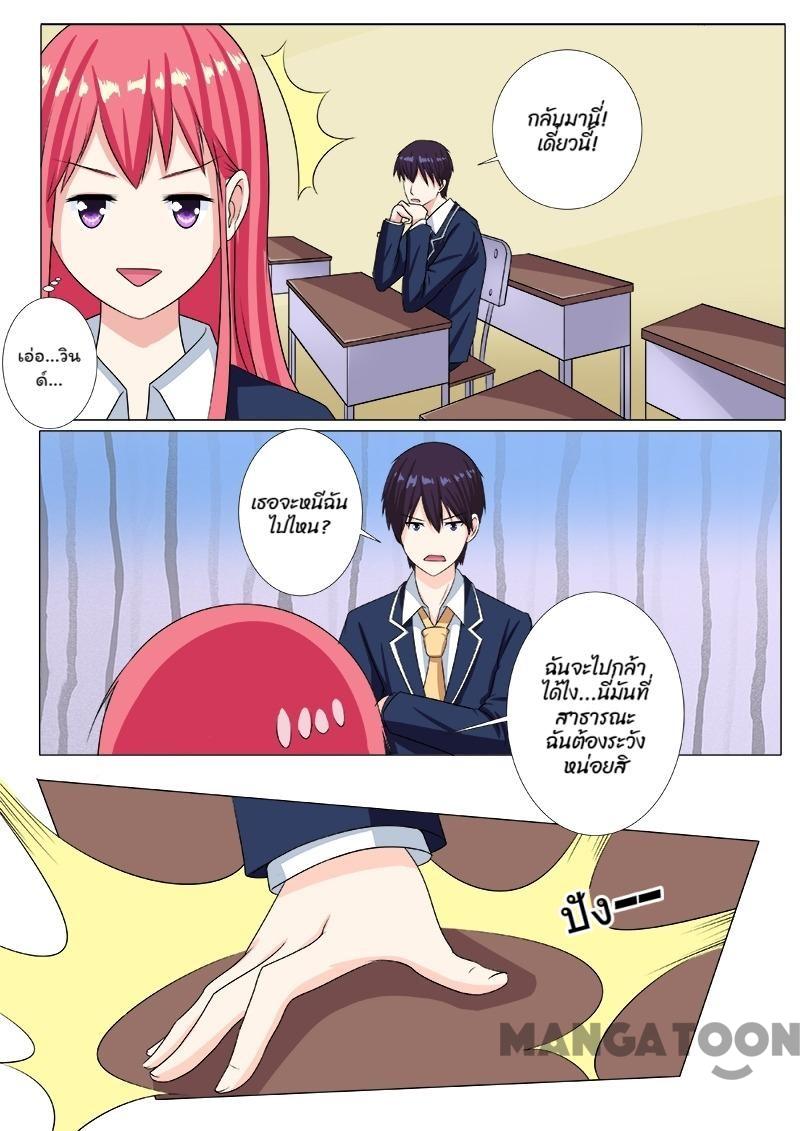 กลับมานี่!
เดี๋ยวนี้!
เอ่อ...วิน
ด์...
เธอจะหนีฉัน
ไปไหน?
ฉันจะไปกล้า
ได้ไง...นี่มันที่
สาธารณะ
ฉันต้องระวัง
หน่อยสิ
ปัง--
MANGATOON